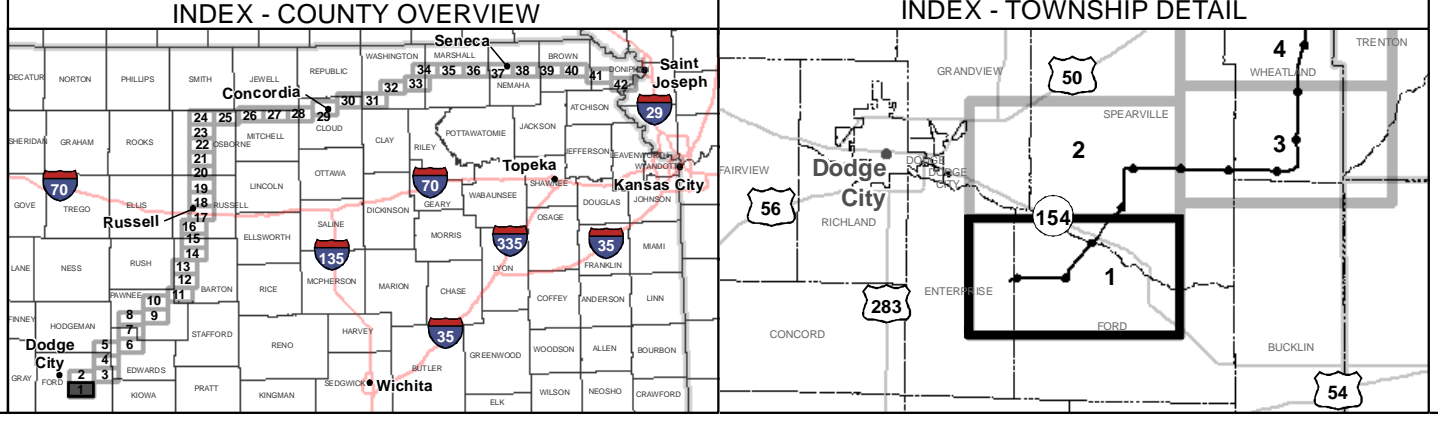 INDEX - COUNTY OVERVIEW
Seneca
WASHINGTON
MARSHALL
BROWN
REPUBLIC
DECATUR
NORTON
PHILLIPS
SMITH
JEWELL
34 35 36 37 38 39 40 41 42
NEMAHA
DONIPH
Saint
Joseph
Concordia
30 31 32 33
24 25 26 27 28 29
CLOUD
ATCHISON
29
23
22
21
20
19
18
17
MITCHELL
OSBORNE
CLAY
RILEY
POTTAWATOMIE
JACKSON
SHERIDAN
GRAHAM
ROOKS
JEFFERSON
LEAVENWORTH
WYANDOTTE
OTTAWA
Topeka
SHAWNEE
Kansas City
70
70
LINCOLN
GEARY
WABAUNSEE
DOUGLAS
JOHNSON
GOVE
TREGO
ELLIS
RUSSELL
Russell
DICKINSON
OSAGE
SALINE
MORRIS
16
15
14
13
12
11
ELLSWORTH
135
335
35
MIAMI
LANE
NESS
RUSH
LYON
FRANKLIN
BARTON
RICE
MCPHERSON
MARION
CHASE
COFFEY
ANDERSON
LINN
PAWNEE
10
9
8
7
6
5
4
3
2
1
FINNEY
HODGEMAN
STAFFORD
HARVEY
35
Dodge
City
RENO
GREENWOOD
WOODSON
ALLEN
BOURBON
EDWARDS
BUTLER
GRAY
FORD
PRATT
SEDGWICK
Wichita
KIOWA
KINGMAN
ELK
WILSON
NEOSHO
CRAWFORD
INDEX - TOWNSHIP DETAIL
4
TRENTON
GRANDVIEW
50
WHEATLAND
SPEARVILLE
2
3
Dodge
City
DODGE
CITY
DODGE
CITY
FAIRVIEW
56
RICHLAND
154
1
ENTERPRISE
283
FORD
CONCORD
BUCKLIN
54